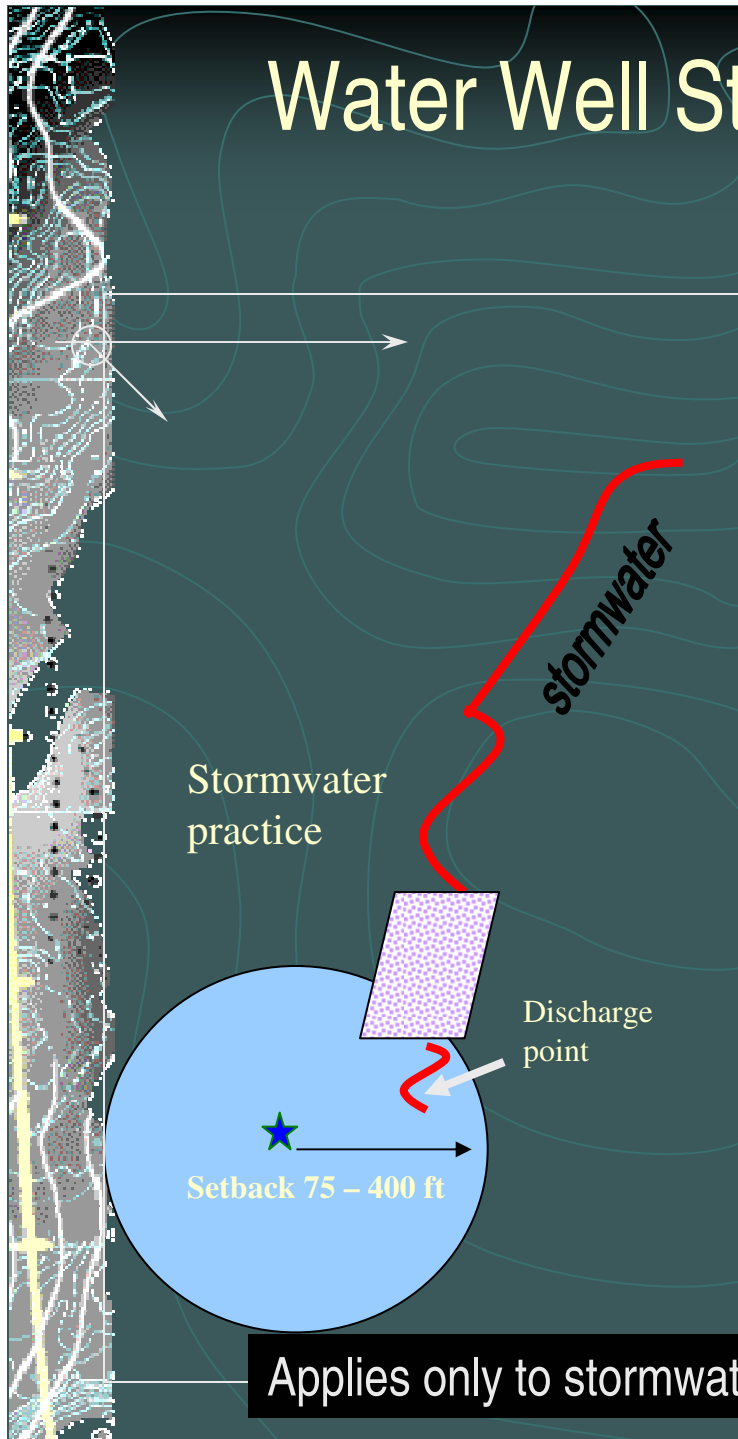 Water Well St
stormwater
Stormwater
practice
Discharge
point
Setback 75 – 400 ft
Applies only to stormwat